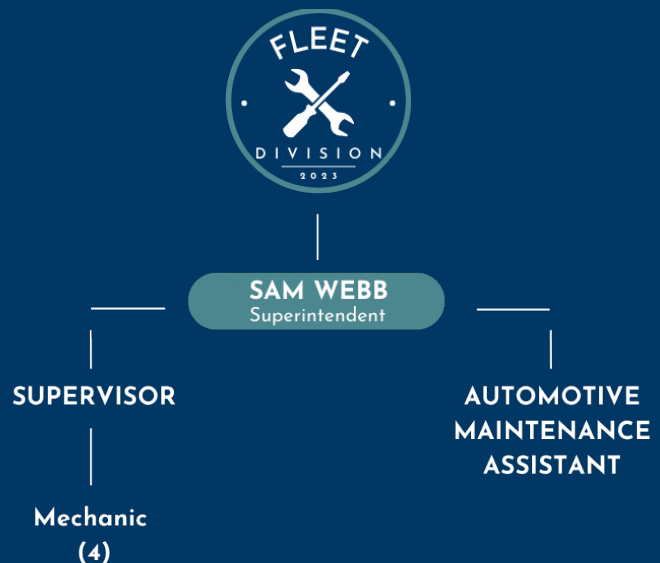 FLEET
DIVISION
2023
SAM WEBB
Superintendent
SUPERVISOR
AUTOMOTIVE
MAINTENANCE
ASSISTANT
Mechanic
(4)